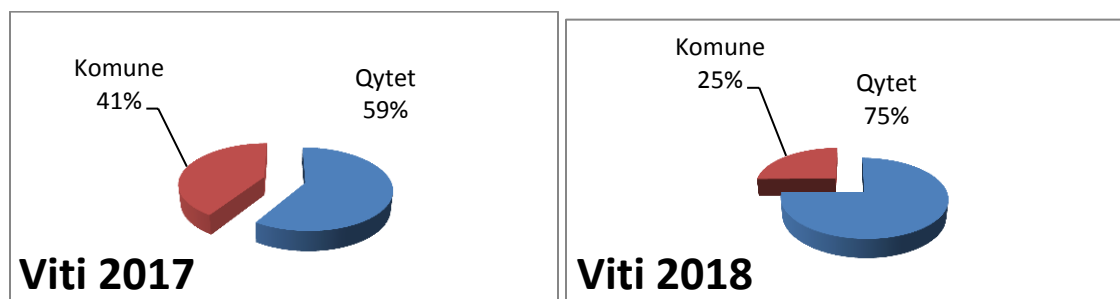 Komune
41%
Qytet
59%
Viti 2017
Komune
25%
Qytet
75%
Viti 2018